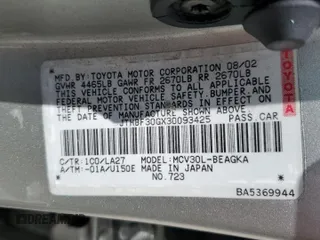 MFD. BY: TOYOTA MOTOR CORPORATION 08/02
GVWR 4465LB GAWR FR 2670LB RR 2670LB
THIS VEHICLE CONFORMS TO ALL APPLICABLE
FEDERAL MOTOR VEHICLE SAFETY, BUMPER, AND
THEFT PREVENTION STANDARDS IN EFFECT ON
THE DATE OF MANUFACTURE SHOWN ABOVE.
JTHBF30GX30093425 PASS.CAR
C/TR: 1C0/LA27 MODEL: MCV30L-BEAGKA
A/TM: -01A/U150E MADE IN JAPAN
NO.723
BA5369944
TOYOTA